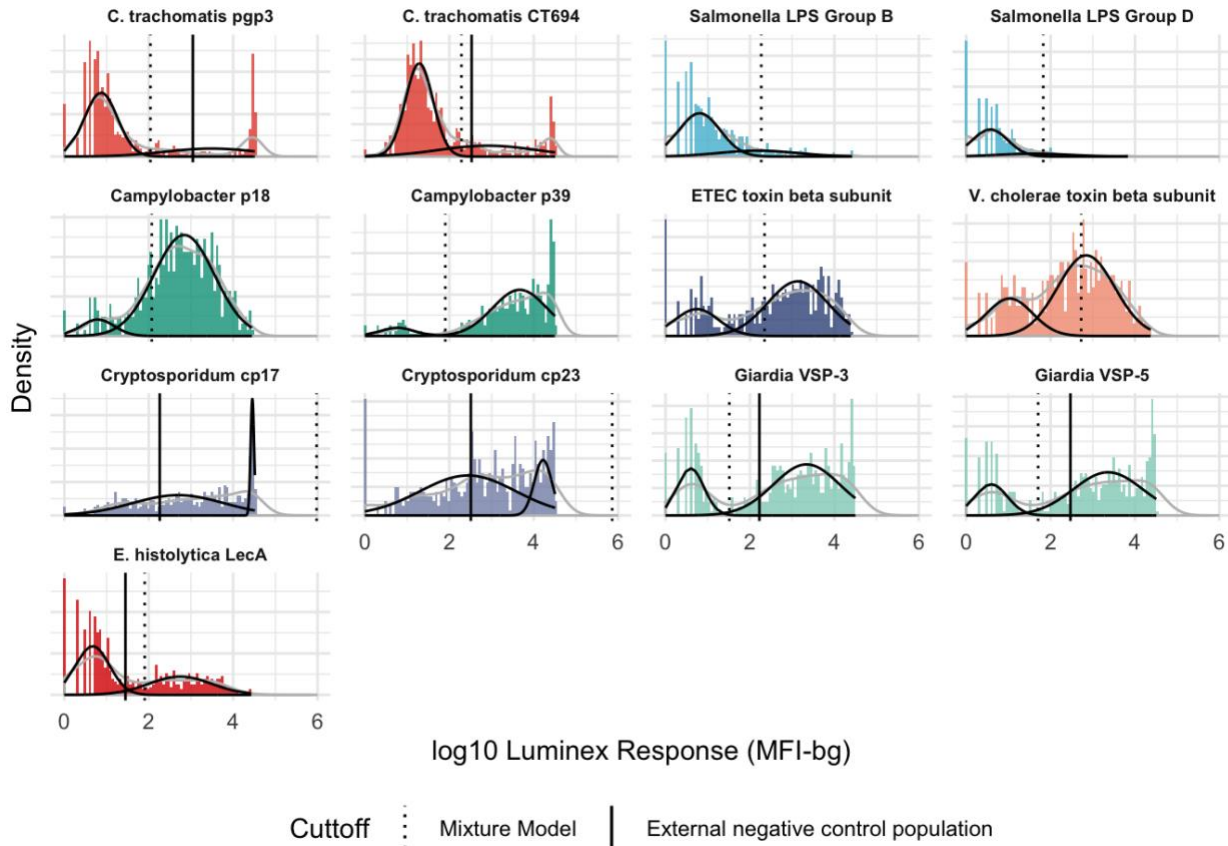 C. trachomatis pgp3
C. trachomatis CT694
Salmonella LPS Group B
Salmonella LPS Group D
Campylobacter p18
Campylobacter p39
ETEC toxin beta subunit
V. cholerae toxin beta subunit
Density
Cryptosporidum cp17
Cryptosporidum cp23
Giardia VSP-3
Giardia VSP-5
0 2 4 6
0 2 4 6
0 2 4 6
E. histolytica LecA
0 2 4 6
log10 Luminex Response (MFI-bg)
Cuttoff Mixture Model External negative control population